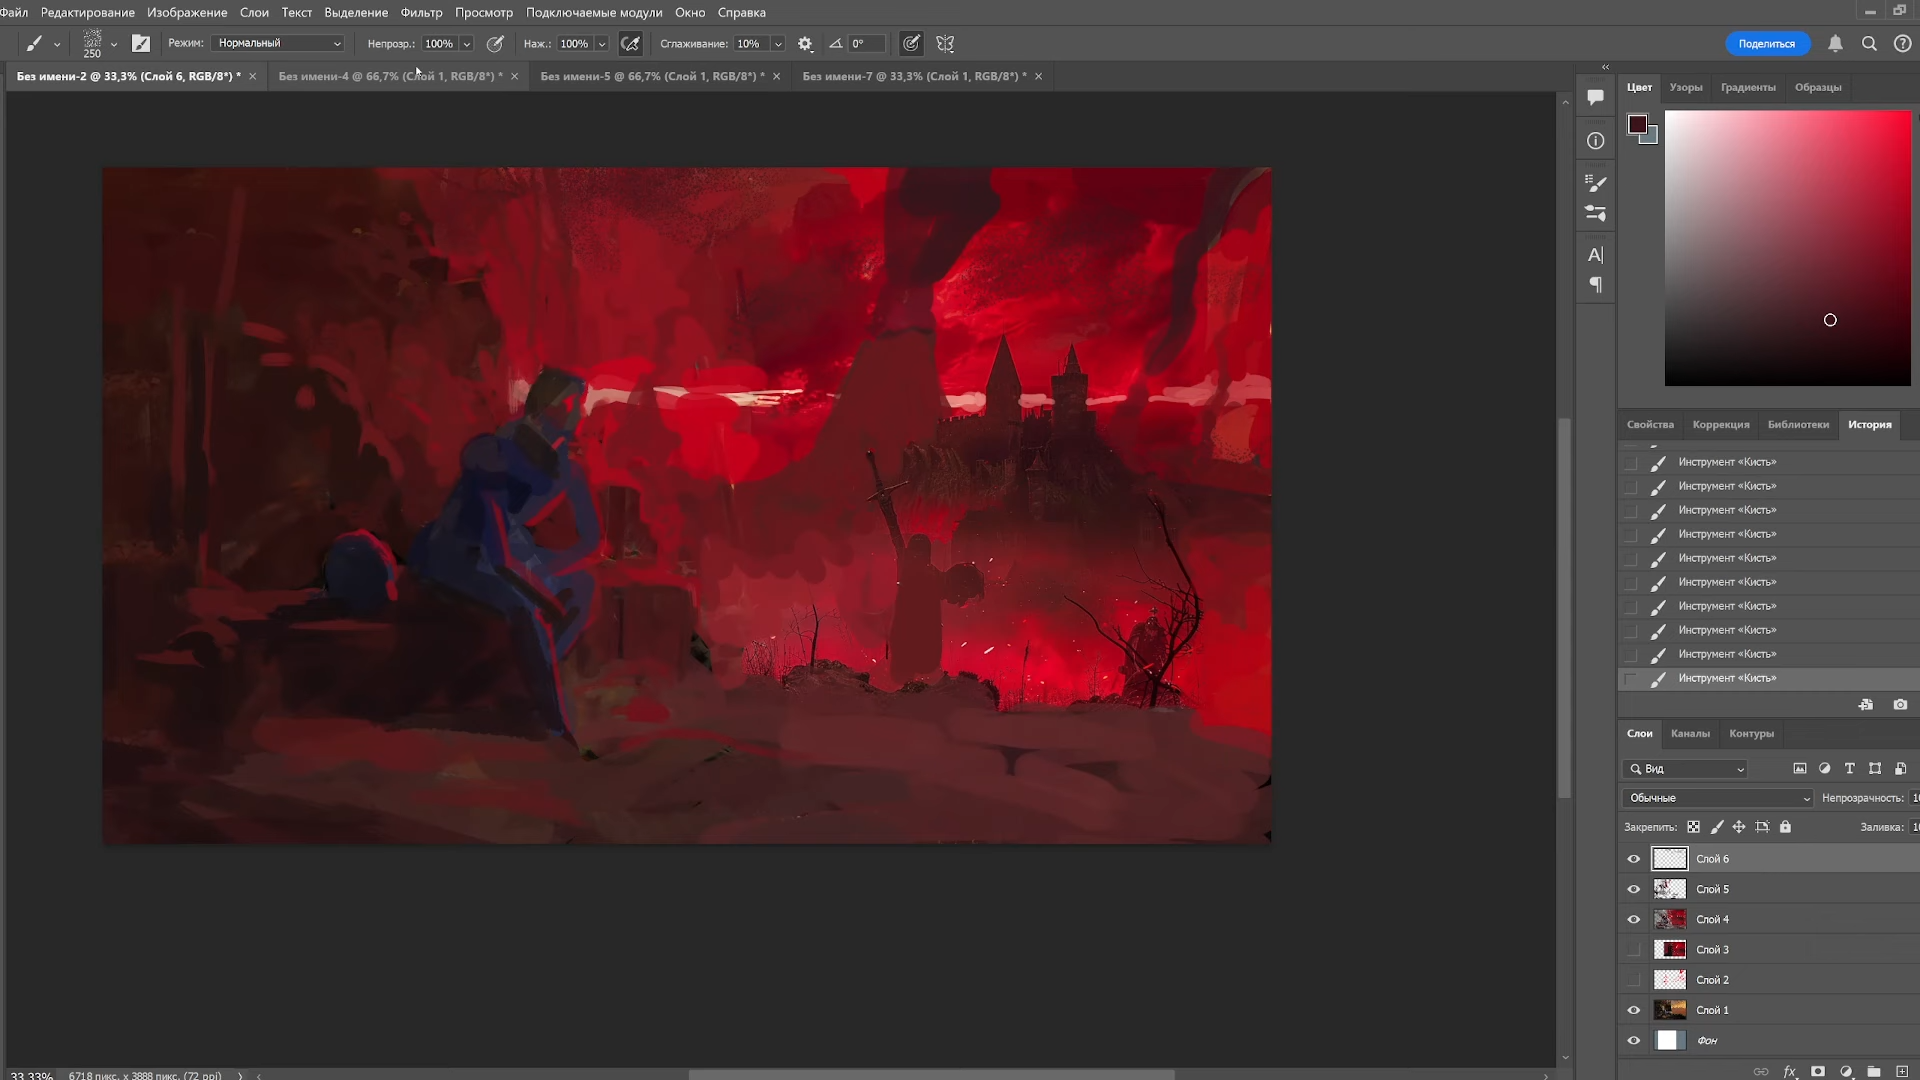 Файл Редактирование Изображение Слои Текст Выделение Фильтр Просмотр Подключаемые модули Окно Справка
250 Режим: Нормальный Непрозр.: 100% Наж.: 100% Сглаживание: 10% 0° Поделиться
Без имени-2 @ 33,3% (Слой 6, RGB/8*) * Без имени-4 @ 66,7% (Слой 1, RGB/8*) * Без имени-5 @ 66,7% (Слой 1, RGB/8*) * Без имени-7 @ 33,3% (Слой 1, RGB/8*) *
Цвет Узоры Градиенты Образцы
Свойства Коррекция Библиотеки История
Инструмент «Кисть»
Инструмент «Кисть»
Инструмент «Кисть»
Инструмент «Кисть»
Инструмент «Кисть»
Инструмент «Кисть»
Инструмент «Кисть»
Инструмент «Кисть»
Инструмент «Кисть»
Инструмент «Кисть»
Слои Каналы Контуры
Вид
Обычные Непрозрачность: 10
Закрепить: Заливка: 10
Слой 6
Слой 5
Слой 4
Слой 3
Слой 2
Слой 1
Фон
33,33% 6718 пикс. x 3888 пикс. (72 ppi)